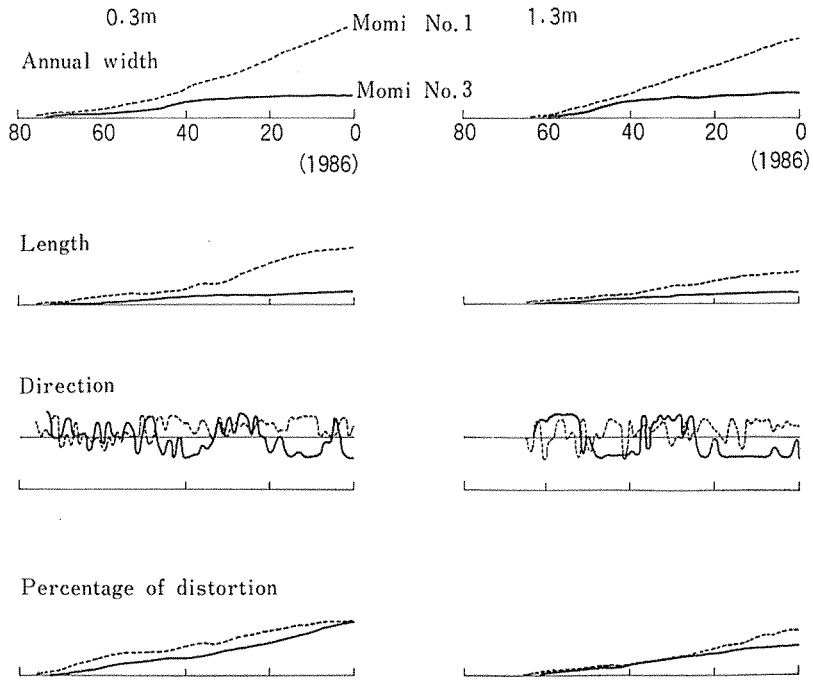 0.3m
Momi No.1
1.3m
Annual width
Momi No.3
80 60 40 20 0
80 60 40 20 0
(1986)
(1986)
Length
Direction
Percentage of distortion